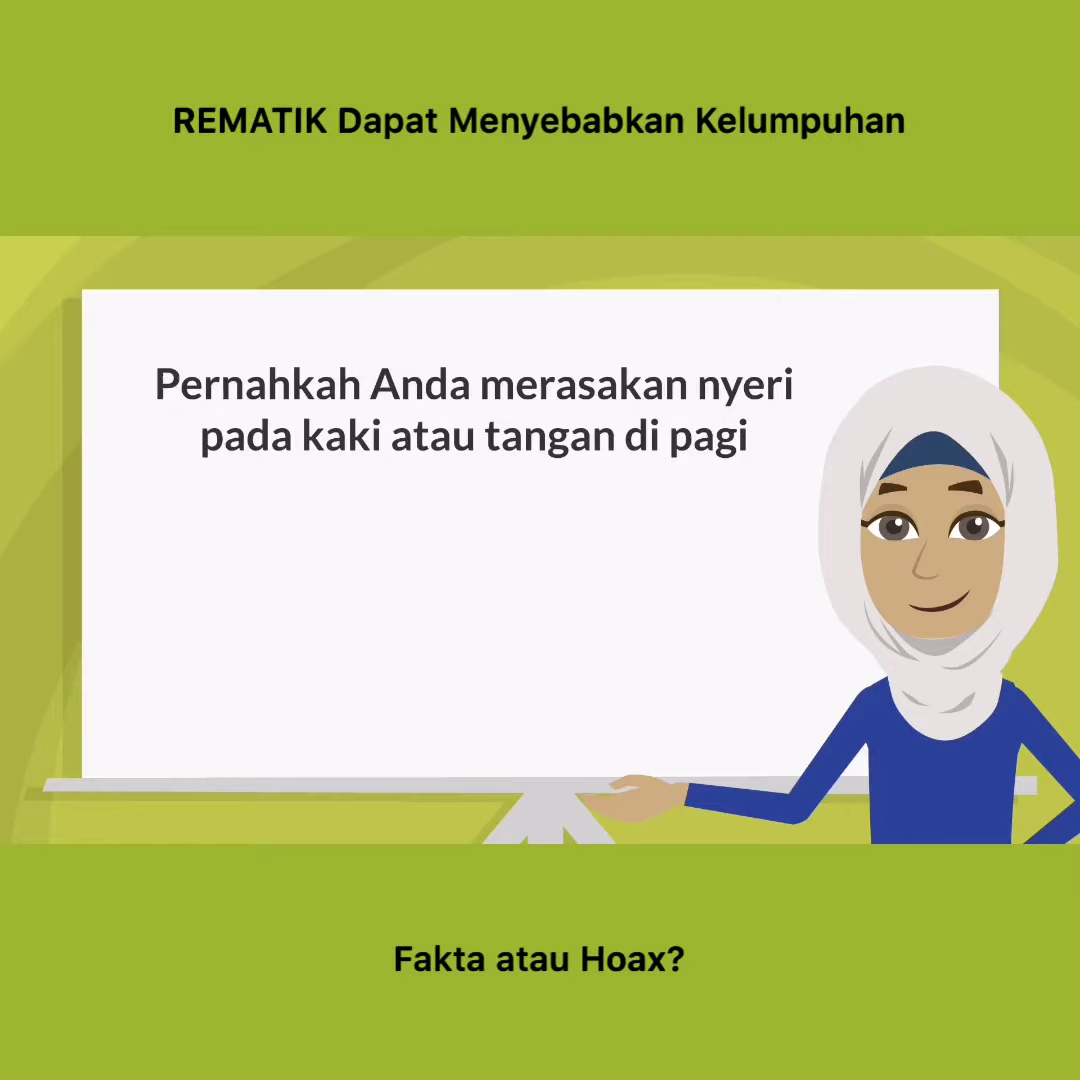 REMATIK Dapat Menyebabkan Kelumpuhan
Pernahkah Anda merasakan nyeri
pada kaki atau tangan di pagi
Fakta atau Hoax?